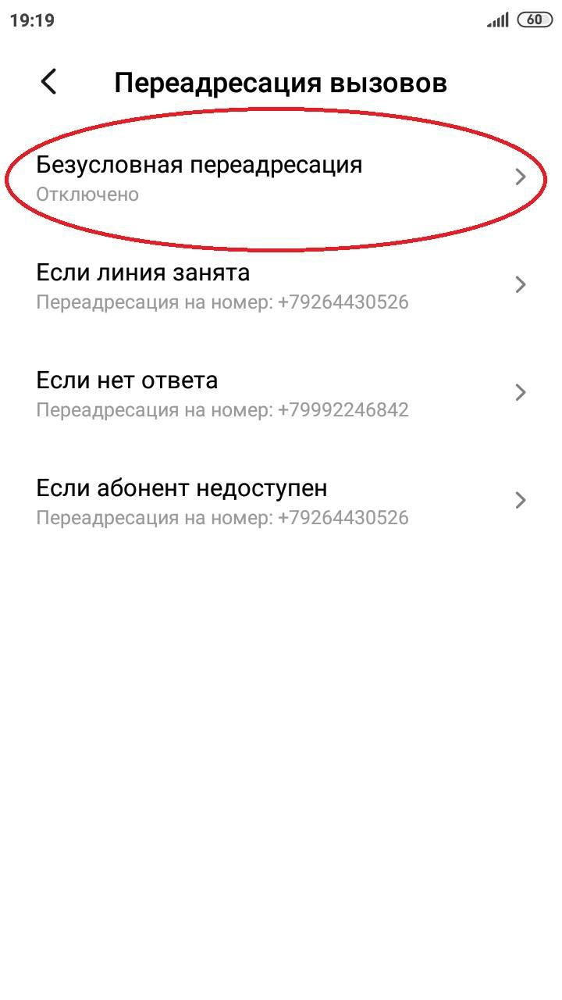 19:19
60
Переадресация вызовов
Безусловная переадресация
Отключено
Если линия занята
Переадресация на номер: +79264430526
Если нет ответа
Переадресация на номер: +79992246842
Если абонент недоступен
Переадресация на номер: +79264430526